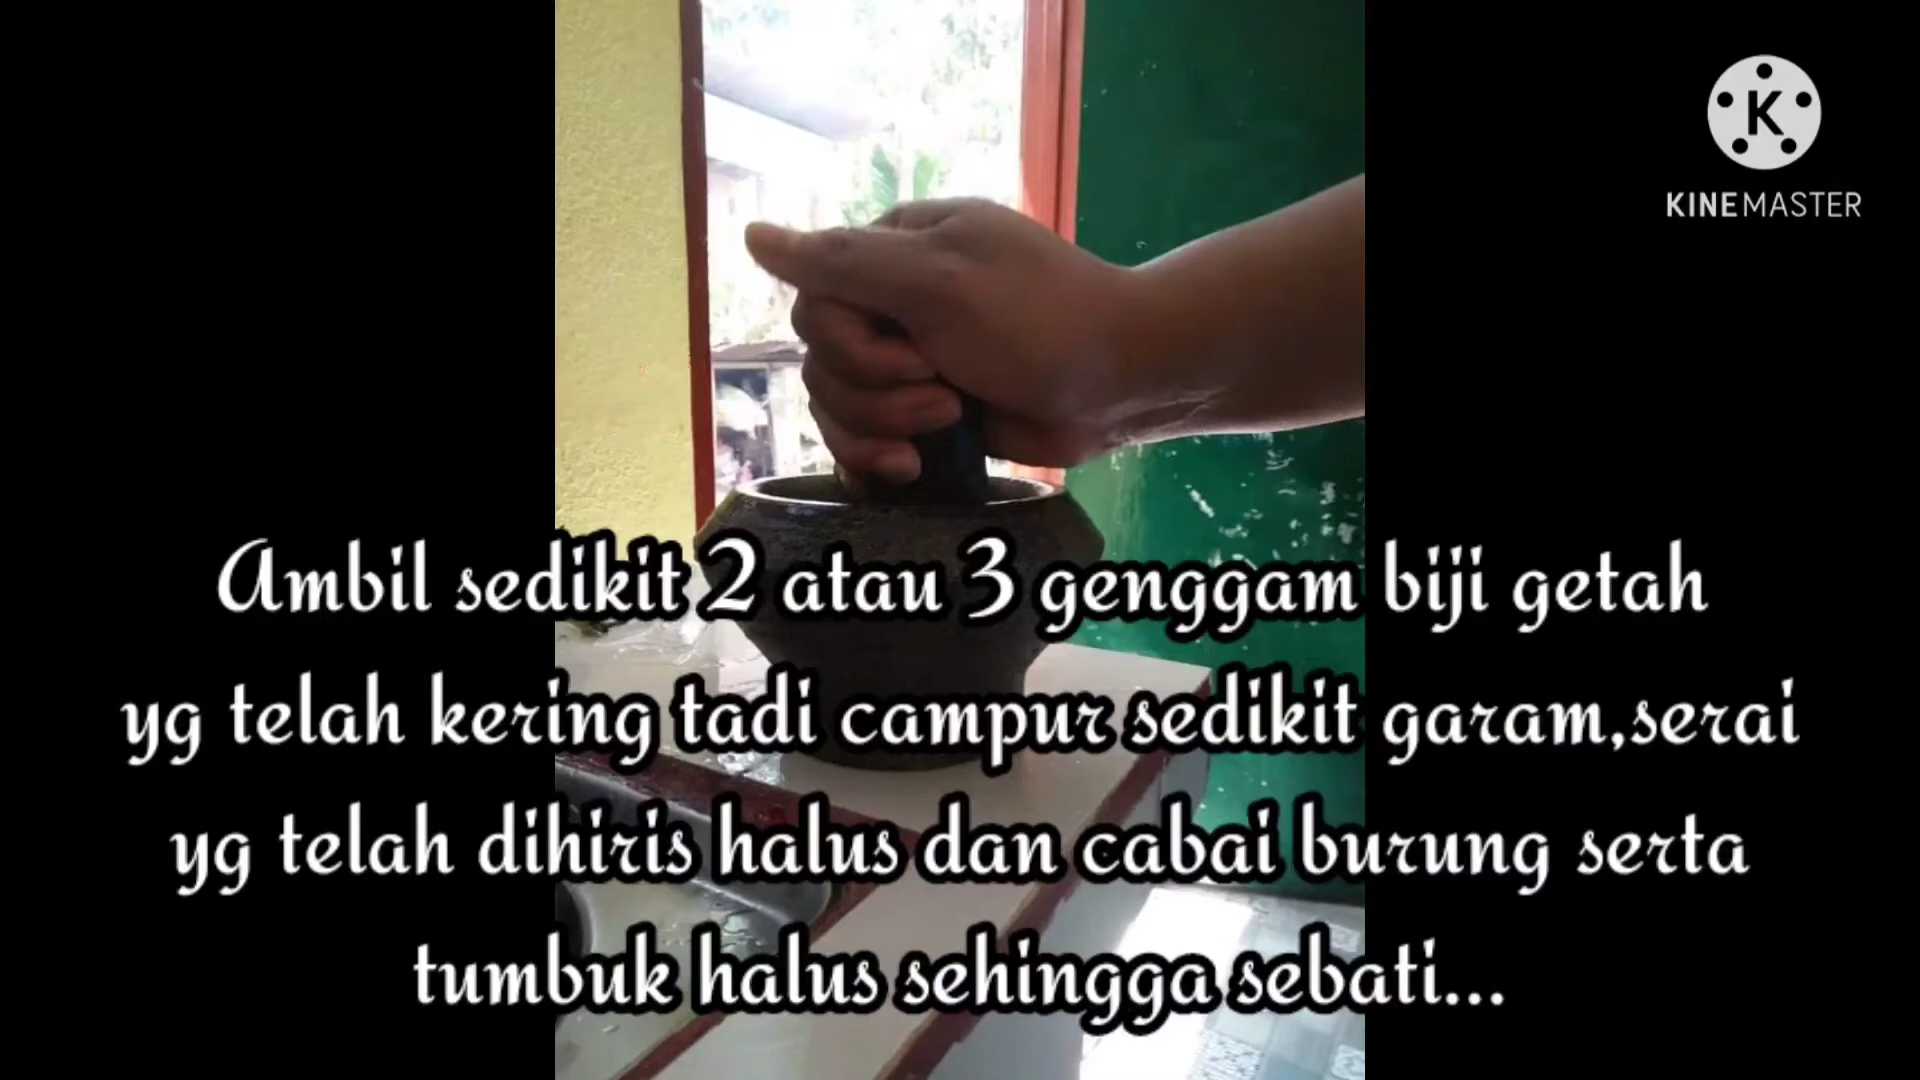 KINEMASTER
Ambil sedikit 2 atau 3 genggam biji getah
yg telah kering tadi campur sedikit garam,serai
yg telah dihiris halus dan cabai burung serta
tumbuk halus sehingga sebati...